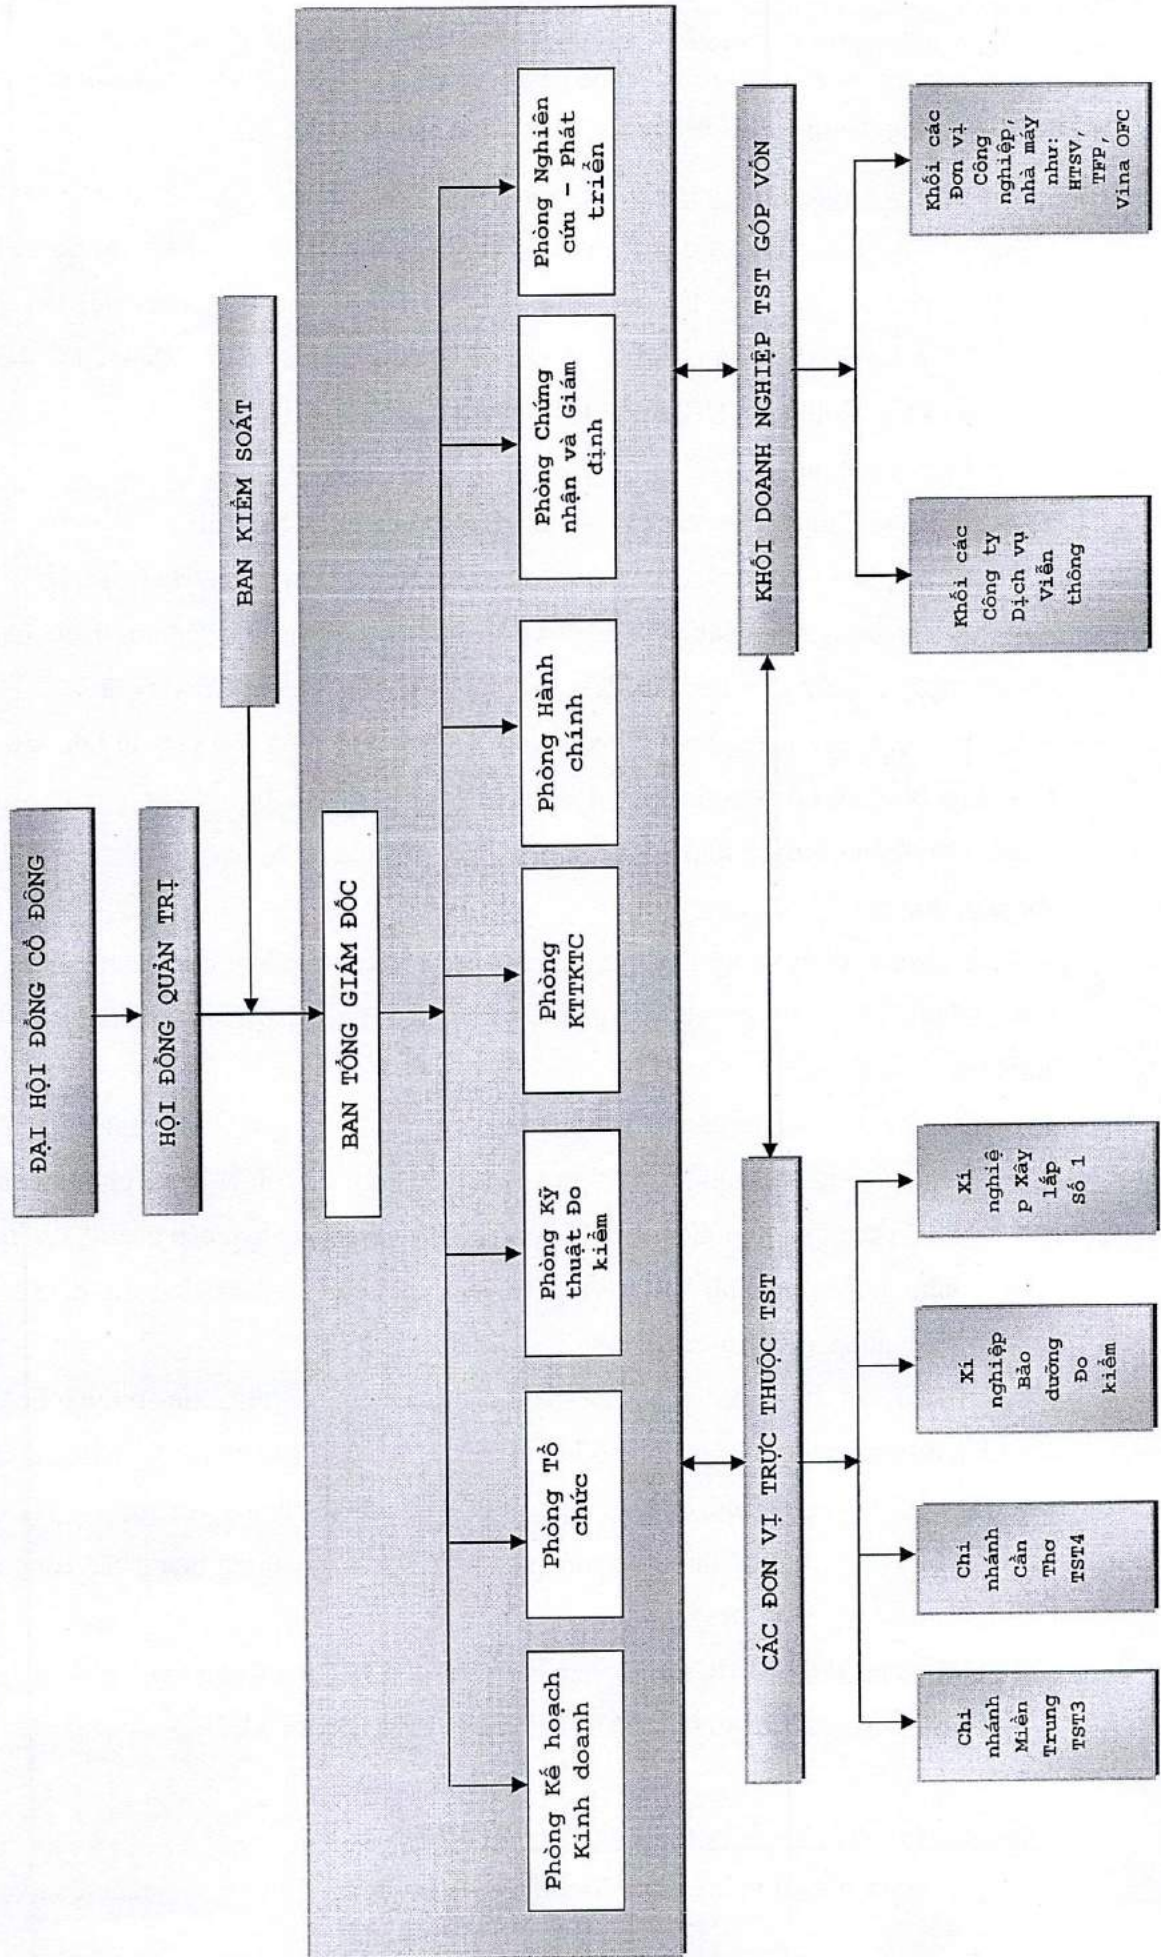 ĐẠI HỘI ĐỒNG CỔ ĐÔNG
HỘI ĐỒNG QUẢN TRỊ
BAN KIỂM SOÁT
BAN TỔNG GIÁM ĐỐC
Phòng Kế hoạch
Kinh doanh
Phòng Tổ
chức
Phòng Kỹ
thuật Đo
kiểm
Phòng
KTTKTC
Phòng Hành
chính
Phòng Chứng
nhận và Giám
định
Phòng Nghiên
cứu – Phát
triển
CÁC ĐƠN VỊ TRỰC THUỘC TST
KHỐI DOANH NGHIỆP TST GÓP VỐN
Chi
nhánh
Miền
Trung
TST3
Chi
nhánh
Cần
Thơ
TST4
Xí
nghiệp
Bảo
dưỡng
Đo
kiểm
Xí
nghiệ
p Xây
lắp
Số 1
Khối các
Công ty
Dịch vụ
Viễn
thông
Khối các
Đơn vị
Công
nghiệp,
nhà máy
như:
HTSV,
TFP,
Vina OFC